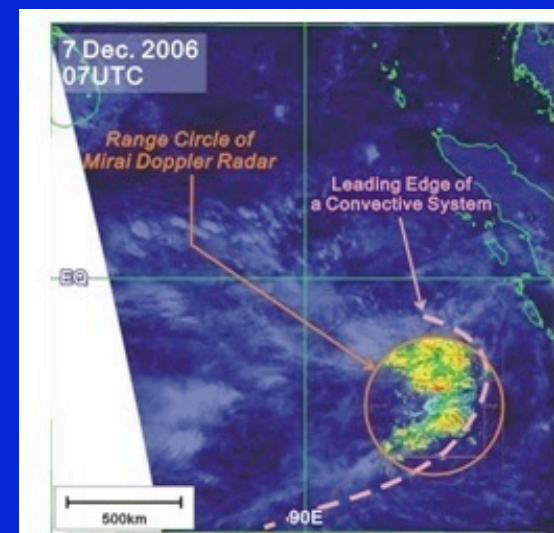 7 Dec. 2006
07UTC
Range Circle of
Mirai Doppler Radar
Leading Edge of
a Convective System
EQ
500km
90E